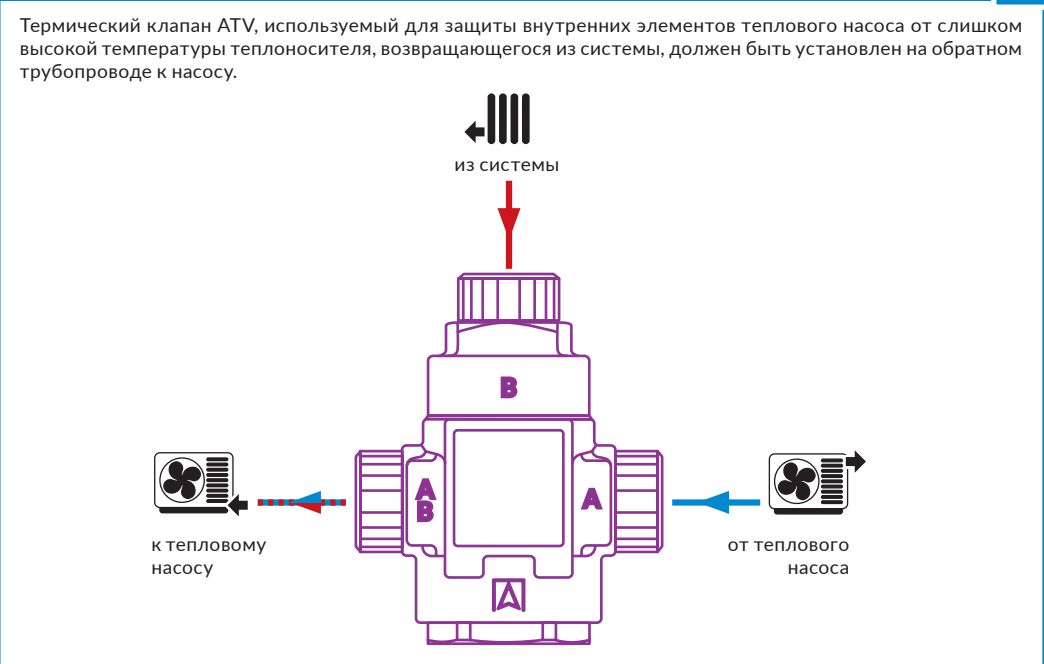 Термический клапан ATV, используемый для защиты внутренних элементов теплового насоса от слишком
высокой температуры теплоносителя, возвращающегося из системы, должен быть установлен на обратном
трубопроводе к насосу.
из системы
B
A
B
A
к тепловому
насосу
от теплового
насоса